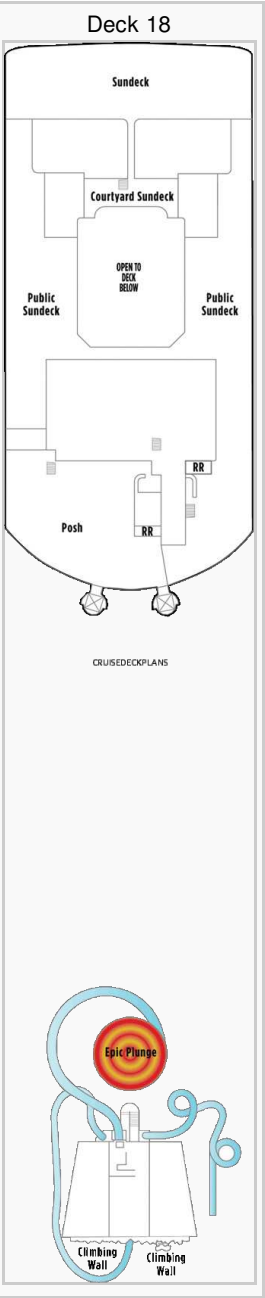 Deck 18
Sundeck
Courtyard Sundeck
OPEN TO
DECK
BELOW
Public
Sundeck
Public
Sundeck
RR
Posh
RR
CRUISEDECKPLANS
Epic Plunge
Climbing
Wall
Climbing
Wall